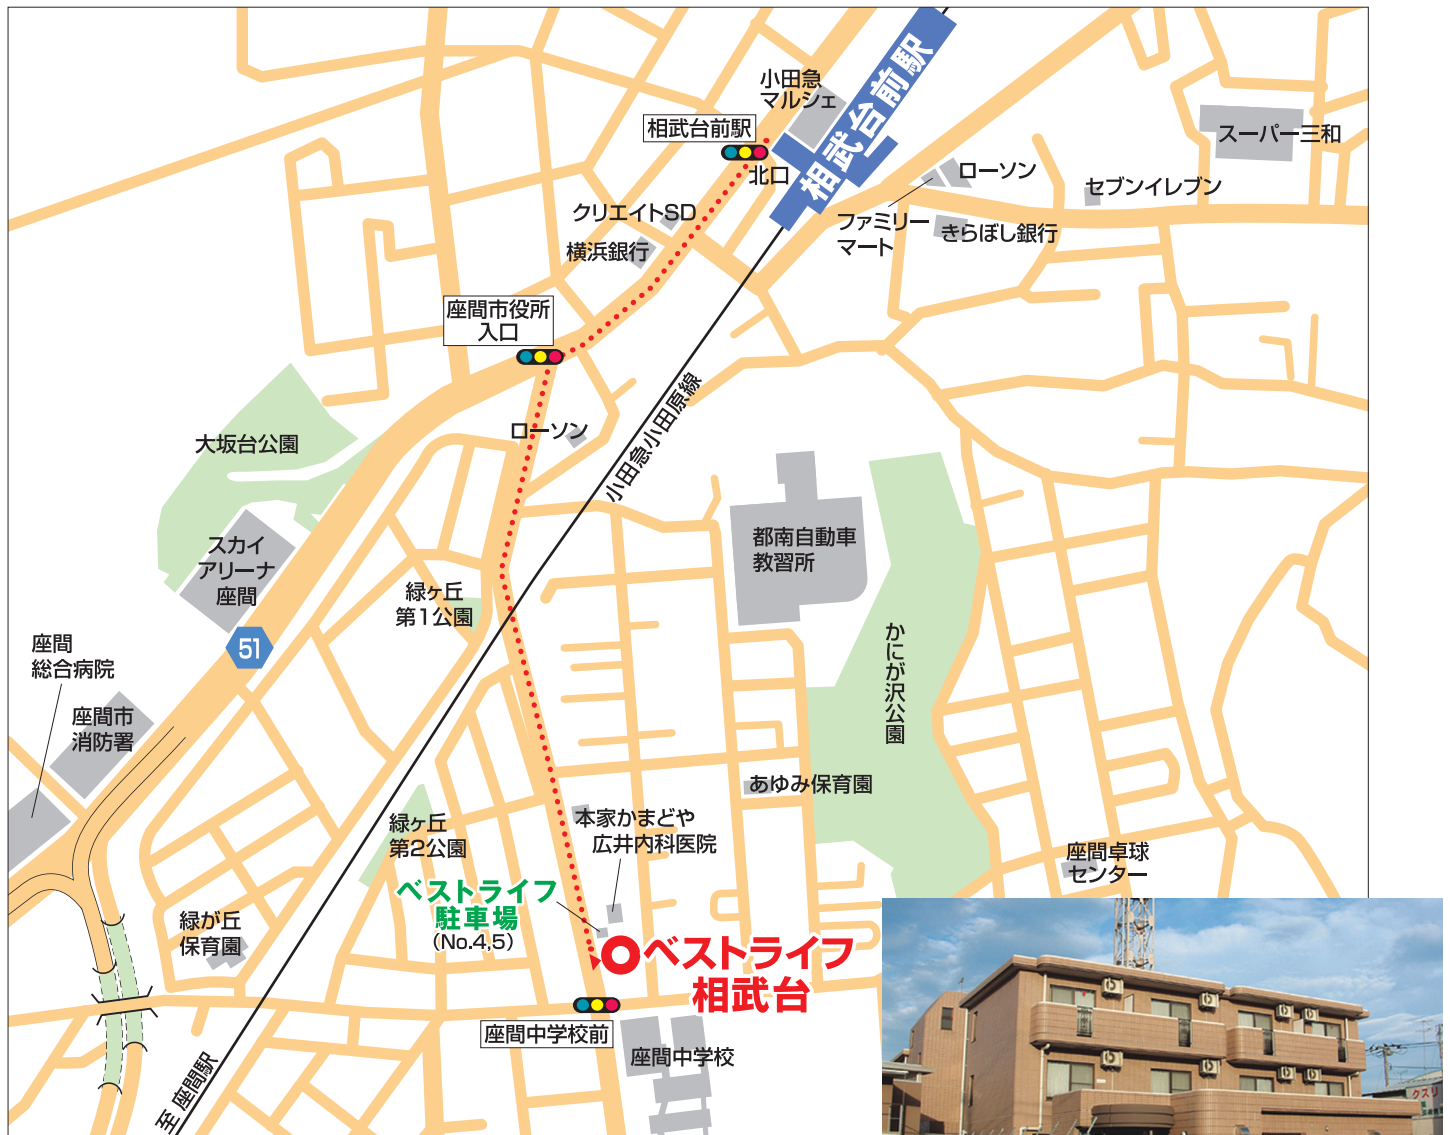 小田急
マルシェ
相武台前駅
相武台前駅
北口
スーパー三和
ローソン
セブンイレブン
ファミリー
マート
きらぼし銀行
クリエイトSD
横浜銀行
座間市役所
入口
ローソン
小田急小田原線
大坂台公園
スカイ
アリーナ
座間
都南自動車
教習所
緑ヶ丘
第1公園
かにが沢公園
51
座間
総合病院
座間市
消防署
あゆみ保育園
本家かまどや
広井内科医院
緑ヶ丘
第2公園
座間卓球
センター
ベストライフ
駐車場
(No.4,5)
緑が丘
保育園
ベストライフ
相武台
座間中学校前
座間中学校
至 座間駅
クスリ